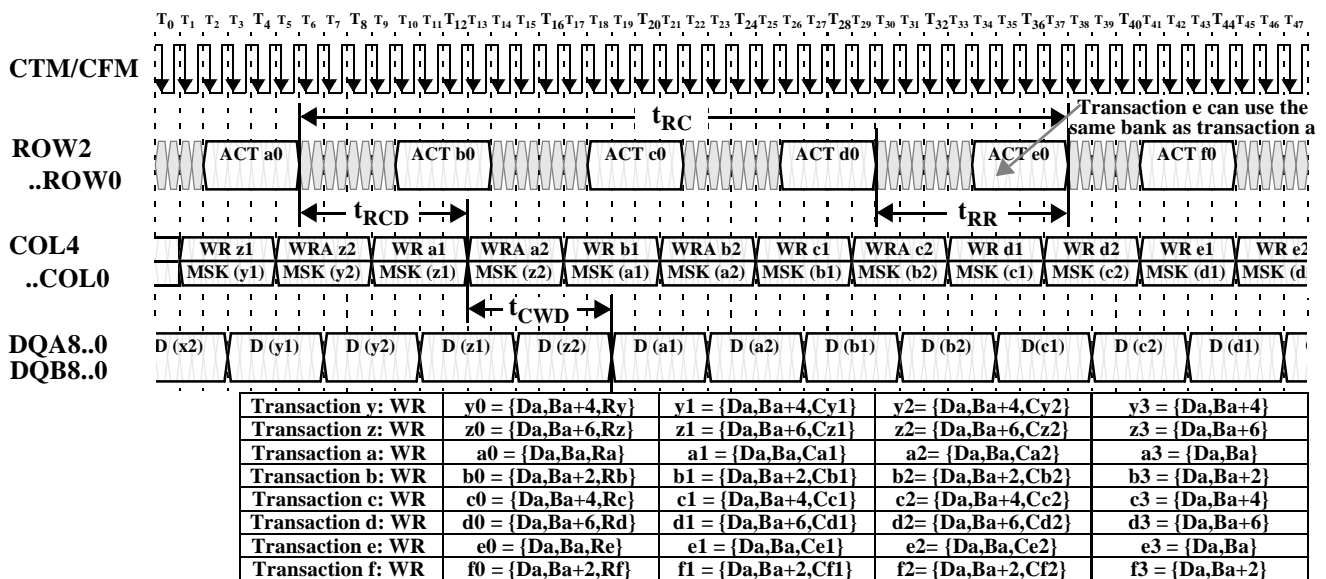 T0 T1 T2 T3 T4 T5 T6 T7 T8 T9 T10 T11 T12 T13 T14 T15 T16 T17 T18 T19 T20 T21 T22 T23 T24 T25 T26 T27 T28 T29 T30 T31 T32 T33 T34 T35 T36 T37 T38 T39 T40 T41 T42 T43 T44 T45 T46 T47
CTM/CFM
Transaction e can use the
same bank as transaction a
tRC
ROW2
..ROW0
ACT a0 ACT b0 ACT c0 ACT d0 ACT e0 ACT f0
tRCD tRR
COL4
..COL0
WR z1 WRA z2 WR a1 WRA a2 WR b1 WRA b2 WR c1 WRA c2 WR d1 WR d2 WR e1 WR e2
MSK (y1) MSK (y2) MSK (z1) MSK (z2) MSK (a1) MSK (a2) MSK (b1) MSK (b2) MSK (c1) MSK (c2) MSK (d1) MSK (d
tCWD
DQA8..0
DQB8..0
D (x2) D (y1) D (y2) D (z1) D (z2) D (a1) D (a2) D (b1) D (b2) D(c1) D (c2) D (d1)
Transaction y: WR y0 = {Da,Ba+4,Ry} y1 = {Da,Ba+4,Cy1} y2= {Da,Ba+4,Cy2} y3 = {Da,Ba+4}
Transaction z: WR z0 = {Da,Ba+6,Rz} z1 = {Da,Ba+6,Cz1} z2= {Da,Ba+6,Cz2} z3 = {Da,Ba+6}
Transaction a: WR a0 = {Da,Ba,Ra} a1 = {Da,Ba,Ca1} a2= {Da,Ba,Ca2} a3 = {Da,Ba}
Transaction b: WR b0 = {Da,Ba+2,Rb} b1 = {Da,Ba+2,Cb1} b2= {Da,Ba+2,Cb2} b3 = {Da,Ba+2}
Transaction c: WR c0 = {Da,Ba+4,Rc} c1 = {Da,Ba+4,Cc1} c2= {Da,Ba+4,Cc2} c3 = {Da,Ba+4}
Transaction d: WR d0 = {Da,Ba+6,Rd} d1 = {Da,Ba+6,Cd1} d2= {Da,Ba+6,Cd2} d3 = {Da,Ba+6}
Transaction e: WR e0 = {Da,Ba,Re} e1 = {Da,Ba,Ce1} e2= {Da,Ba,Ce2} e3 = {Da,Ba}
Transaction f: WR f0 = {Da,Ba+2,Rf} f1 = {Da,Ba+2,Cf1} f2= {Da,Ba+2,Cf2} f3 = {Da,Ba+2}